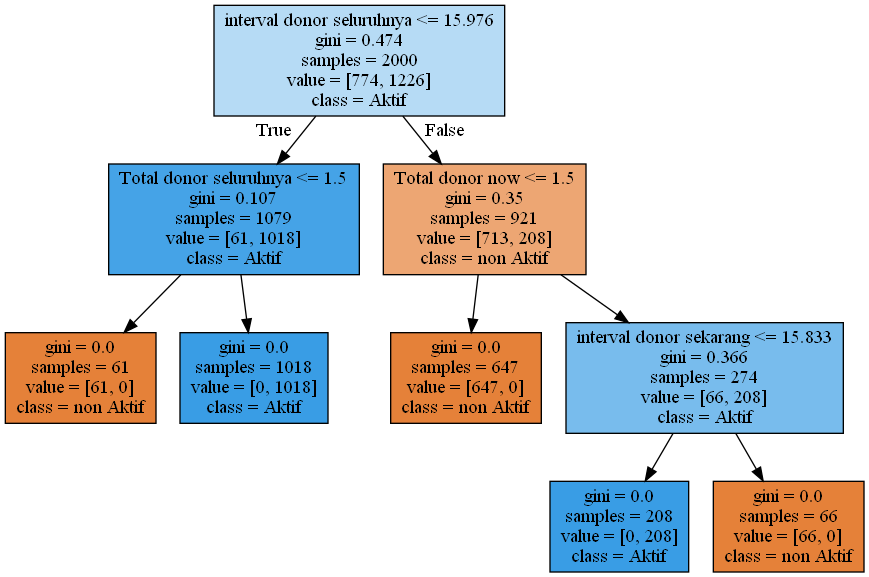 interval donor seluruhnya <= 15.976
gini = 0.474
samples = 2000
value = [774, 1226]
class = Aktif
True
False
Total donor seluruhnya <= 1.5
gini = 0.107
samples = 1079
value = [61, 1018]
class = Aktif
Total donor now <= 1.5
gini = 0.35
samples = 921
value = [713, 208]
class = non Aktif
gini = 0.0
samples = 61
value = [61, 0]
class = non Aktif
gini = 0.0
samples = 1018
value = [0, 1018]
class = Aktif
gini = 0.0
samples = 647
value = [647, 0]
class = non Aktif
interval donor sekarang <= 15.833
gini = 0.366
samples = 274
value = [66, 208]
class = Aktif
gini = 0.0
samples = 208
value = [0, 208]
class = Aktif
gini = 0.0
samples = 66
value = [66, 0]
class = non Aktif